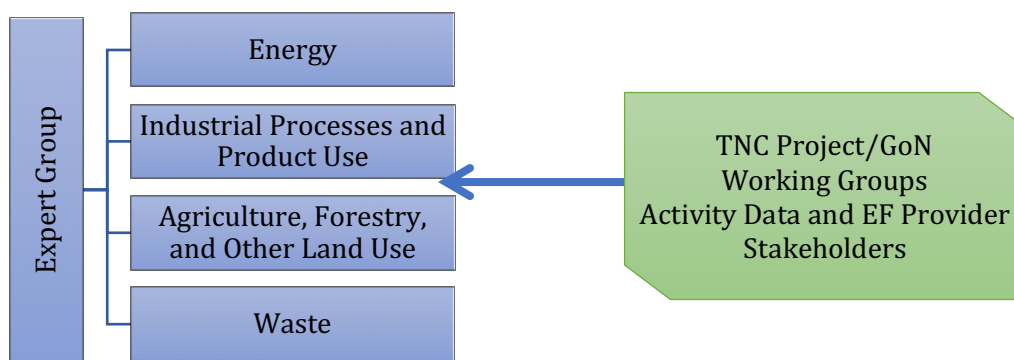 Expert Group
Energy
Industrial Processes and
Product Use
Agriculture, Forestry,
and Other Land Use
Waste
TNC Project/GoN
Working Groups
Activity Data and EF Provider
Stakeholders